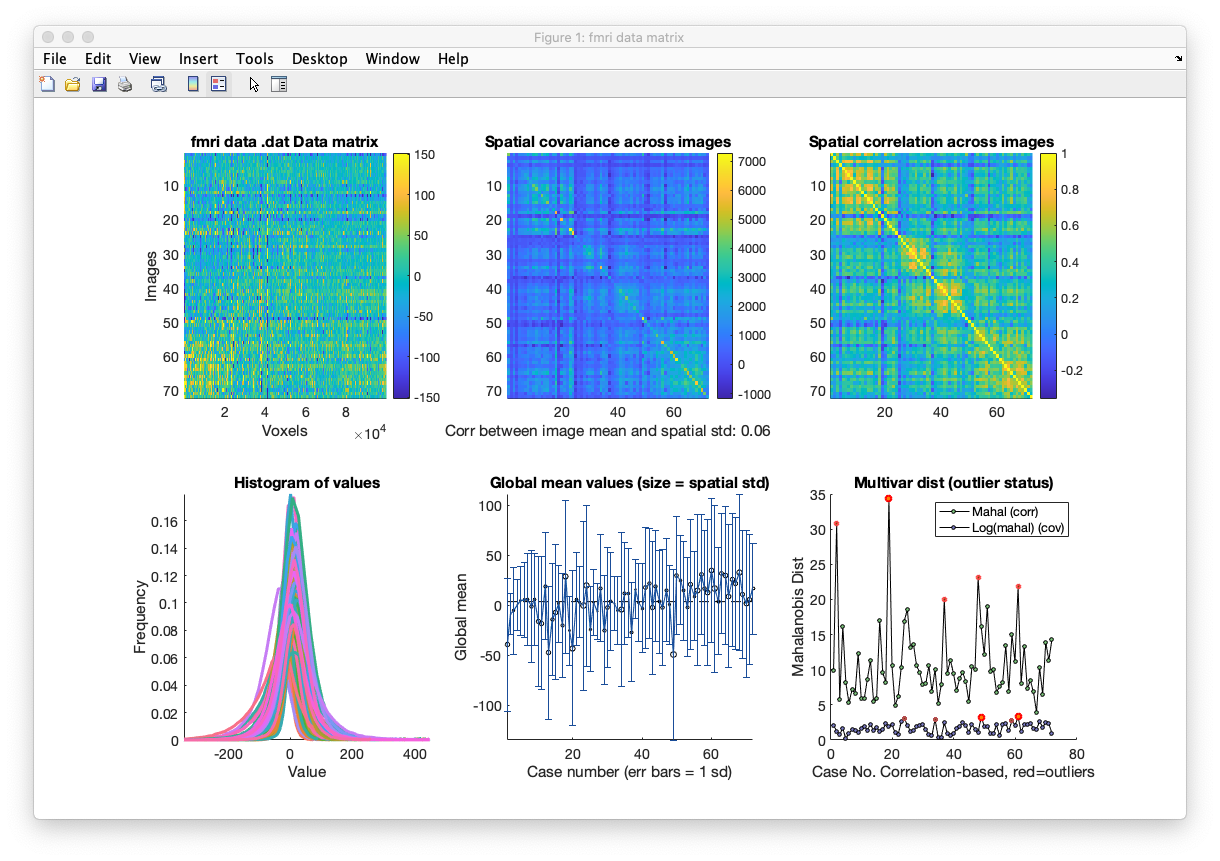 Figure 1: fmri data matrix
File Edit View Insert Tools Desktop Window Help
fmri data .dat Data matrix
Images
10
20
30
40
50
60
70
2 4 6 8
×10⁴
Voxels
150
100
50
0
-50
-100
-150
Spatial covariance across images
10
20
30
40
50
60
70
20 40 60
Corr between image mean and spatial std: 0.06
7000
6000
5000
4000
3000
2000
1000
0
-1000
Spatial correlation across images
10
20
30
40
50
60
70
20 40 60
1
0.8
0.6
0.4
0.2
0
-0.2
Histogram of values
Frequency
0.16
0.14
0.12
0.1
0.08
0.06
0.04
0.02
0
-200 0 200 400
Value
Global mean values (size = spatial std)
Global mean
100
50
0
-50
-100
20 40 60
Case number (err bars = 1 sd)
Multivar dist (outlier status)
Mahalanobis Dist
35
30
25
20
15
10
5
0
Mahal (corr)
Log(mahal) (cov)
0 20 40 60 80
Case No. Correlation-based, red=outliers